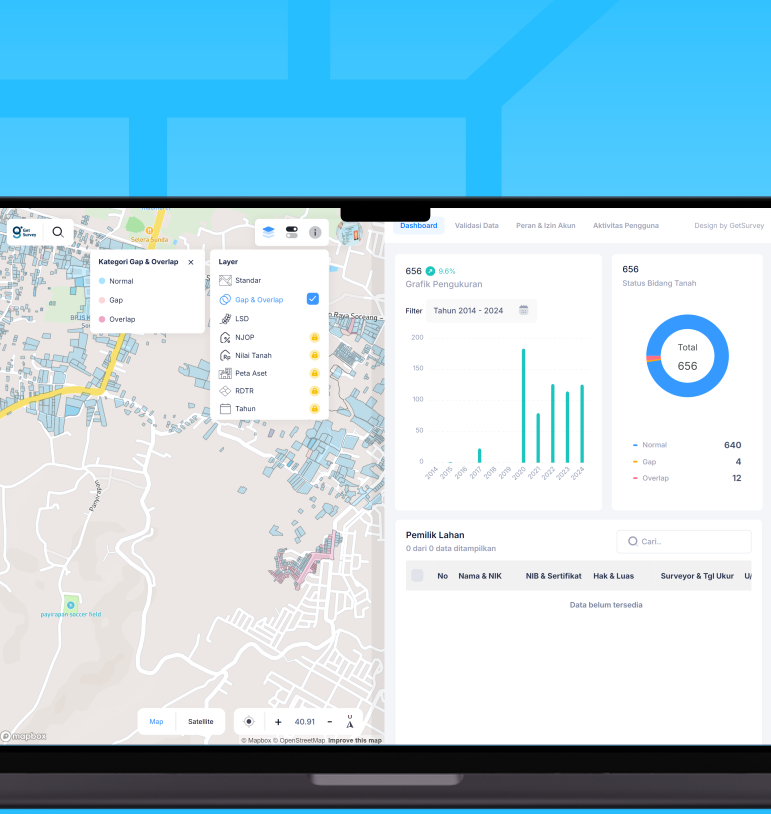 Get
Survey
Selera Sunda
Kategori Gap & Overlap
Normal
Gap
Overlap
Layer
Standar
Gap & Overlap
LSD
NJOP
Nilai Tanah
Peta Aset
RDTR
Tahun
Raya Soreang
Panyirapan
payirapan soccer field
Map
Satellite
+
40.91
-
U
mapbox
© Mapbox © OpenStreetMap Improve this map
Dashboard
Validasi Data
Peran & Izin Akun
Aktivitas Pengguna
Design by GetSurvey
656 9.6%
Grafik Pengukuran
Filter
Tahun 2014 - 2024
200
150
100
50
0
2014
2015
2016
2017
2018
2019
2020
2021
2022
2023
2024
656
Status Bidang Tanah
Total
656
Normal 640
Gap 4
Overlap 12
Pemilik Lahan
0 dari 0 data ditampilkan
Cari..
No Nama & NIK NIB & Sertifikat Hak & Luas Surveyor & Tgl Ukur
Data belum tersedia